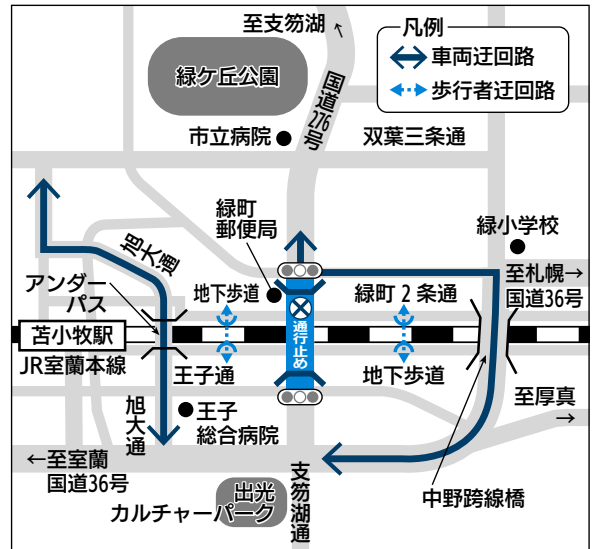 至支笏湖
凡例
車両迂回路
歩行者迂回路
緑ケ丘公園
国道276号
市立病院
双葉三条通
緑町
郵便局
緑小学校
旭大通
アンダー
パス
地下歩道
緑町2条通
至札幌→
国道36号
苫小牧駅
通行止め
JR室蘭本線
王子通
地下歩道
至厚真
旭大通
王子
総合病院
←至室蘭
国道36号
出光
カルチャーパーク
支笏湖通
中野跨線橋